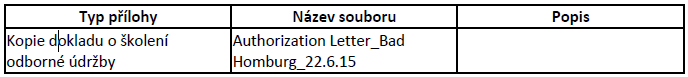 Typ přílohy Název souboru Popis
Kopie dokladu o školení Authorization Letter_Bad
odborné údržby Homburg_22.6.15